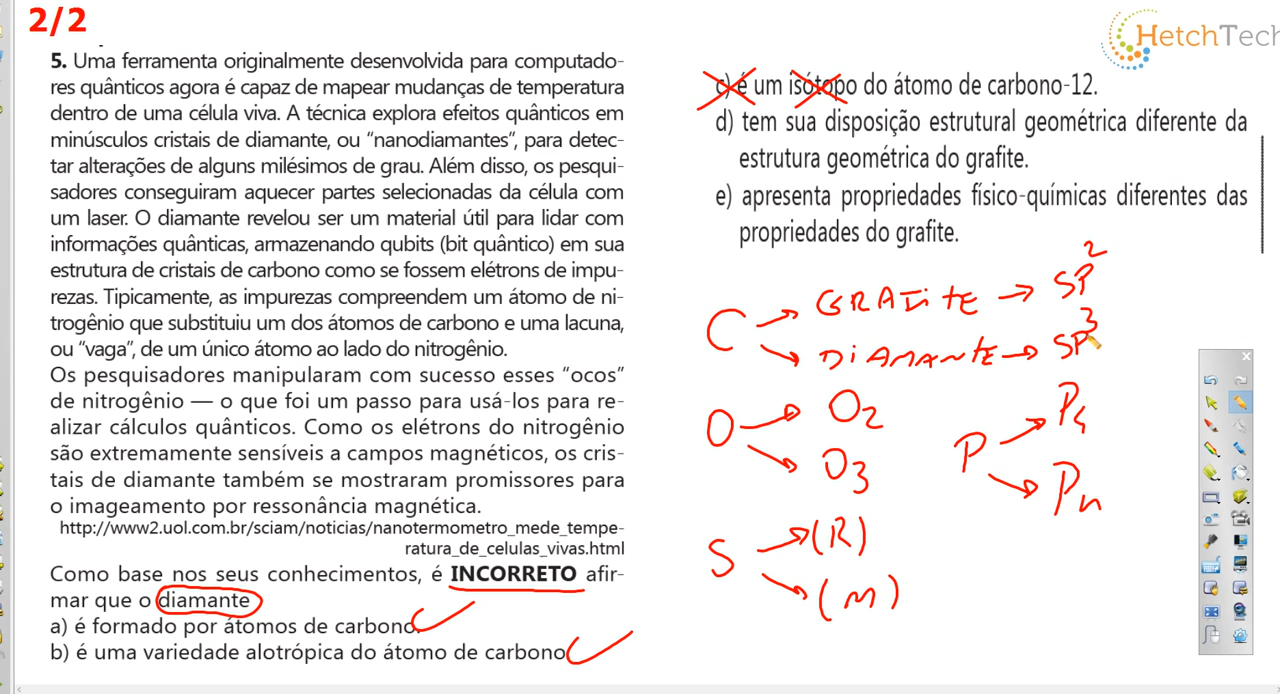 2/2
HetchTech
5. Uma ferramenta originalmente desenvolvida para computado-
res quânticos agora é capaz de mapear mudanças de temperatura
dentro de uma célula viva. A técnica explora efeitos quânticos em
minúsculos cristais de diamante, ou “nanodiamantes”, para detec-
tar alterações de alguns milésimos de grau. Além disso, os pesqui-
sadores conseguiram aquecer partes selecionadas da célula com
um laser. O diamante revelou ser um material útil para lidar com
informações quânticas, armazenando qubits (bit quântico) em sua
estrutura de cristais de carbono como se fossem elétrons de impu-
rezas. Tipicamente, as impurezas compreendem um átomo de ni-
trogênio que substituiu um dos átomos de carbono e uma lacuna,
ou “vaga”, de um único átomo ao lado do nitrogênio.
Os pesquisadores manipularam com sucesso esses “ocos”
de nitrogênio — o que foi um passo para usá-los para re-
alizar cálculos quânticos. Como os elétrons do nitrogênio
são extremamente sensíveis a campos magnéticos, os cris-
tais de diamante também se mostraram promissores para
o imageamento por ressonância magnética.
http://www2.uol.com.br/sciam/noticias/nanotermometro_mede_tempe-
ratura_de_celulas_vivas.html
Como base nos seus conhecimentos, é INCORRETO afir-
mar que o diamante
a) é formado por átomos de carbono.
b) é uma variedade alotrópica do átomo de carbono
c) é um isótopo do átomo de carbono-12.
d) tem sua disposição estrutural geométrica diferente da
estrutura geométrica do grafite.
e) apresenta propriedades físico-químicas diferentes das
propriedades do grafite.
C GRAFITE SP²
DIAMANTE SP³
O O₂
O₃
P P₄
Pₙ
S (R)
(M)